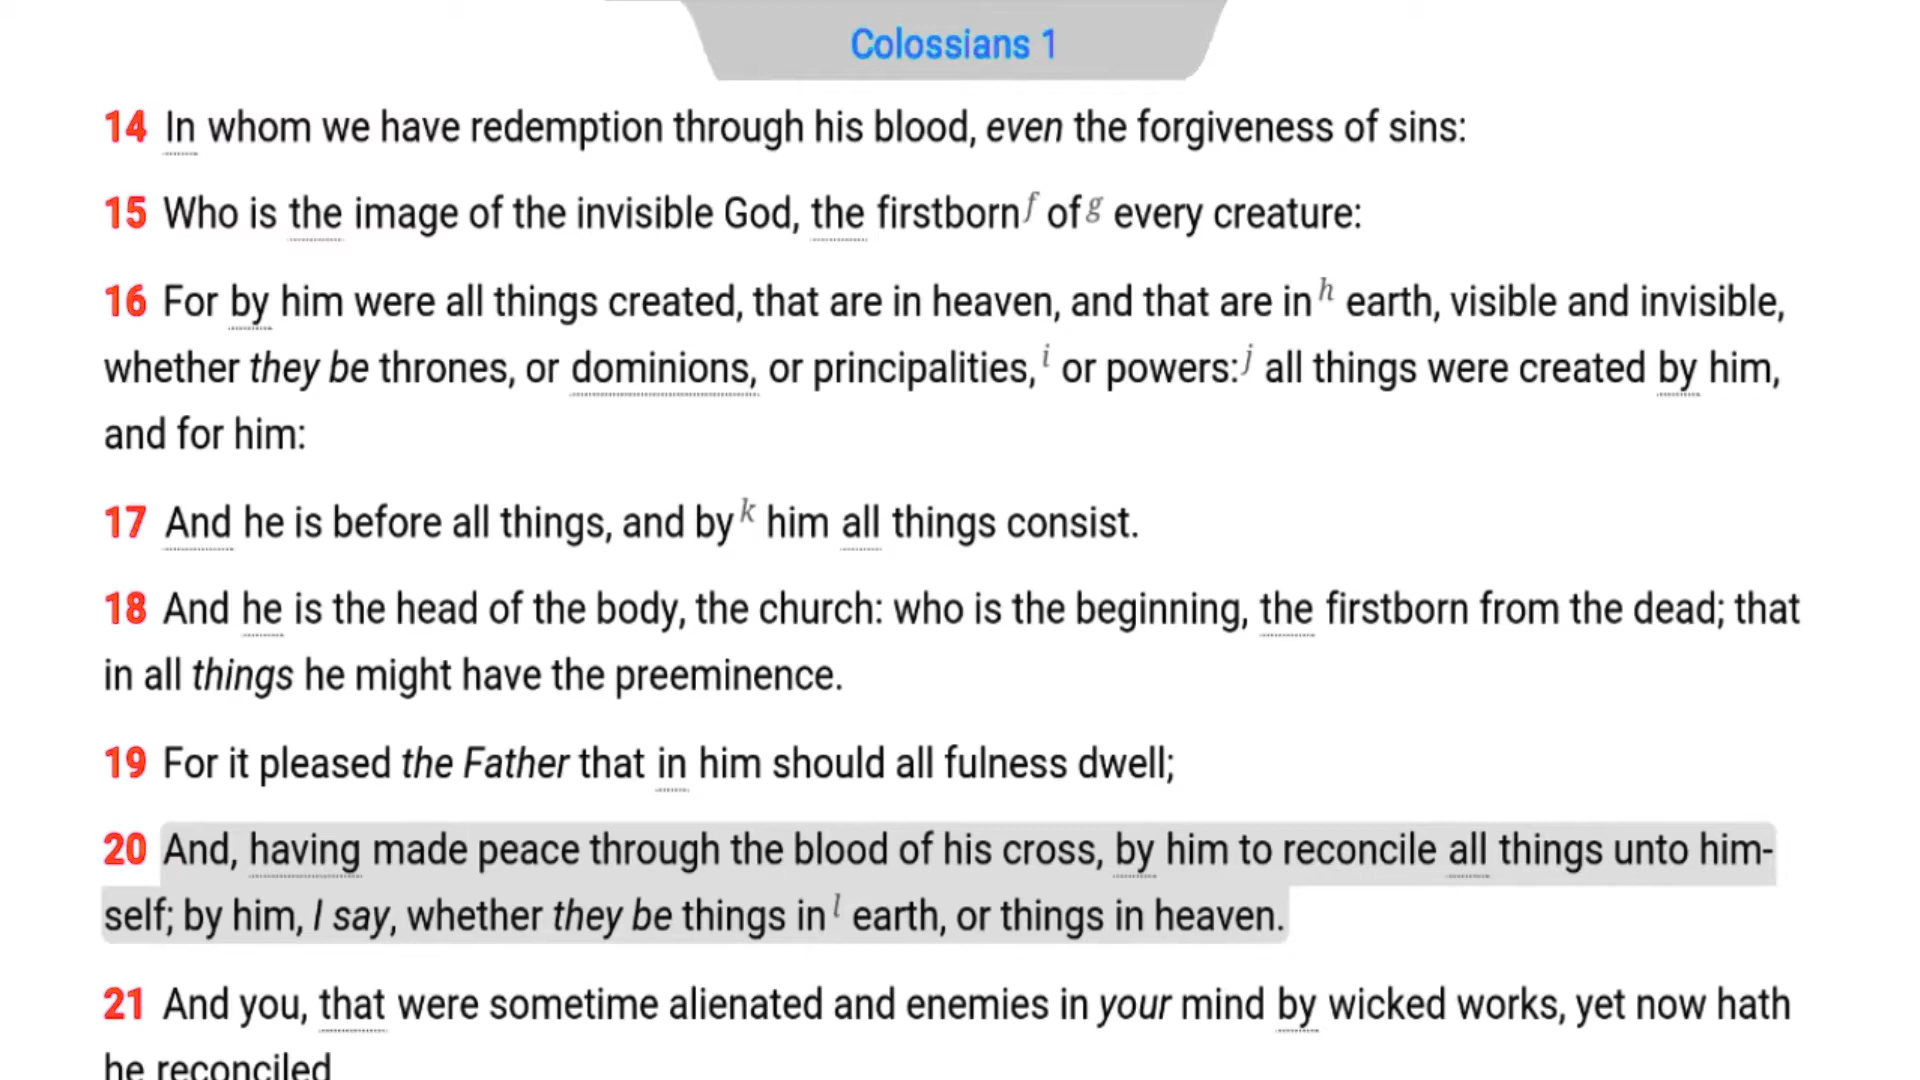 Colossians 1
14 In whom we have redemption through his blood, even the forgiveness of sins:
15 Who is the image of the invisible God, the firstborn f of g every creature:
16 For by him were all things created, that are in heaven, and that are in h earth, visible and invisible,
whether they be thrones, or dominions, or principalities, i or powers: j all things were created by him,
and for him:
17 And he is before all things, and by k him all things consist.
18 And he is the head of the body, the church: who is the beginning, the firstborn from the dead; that
in all things he might have the preeminence.
19 For it pleased the Father that in him should all fulness dwell;
20 And, having made peace through the blood of his cross, by him to reconcile all things unto him-
self; by him, I say, whether they be things in l earth, or things in heaven.
21 And you, that were sometime alienated and enemies in your mind by wicked works, yet now hath
he reconciled